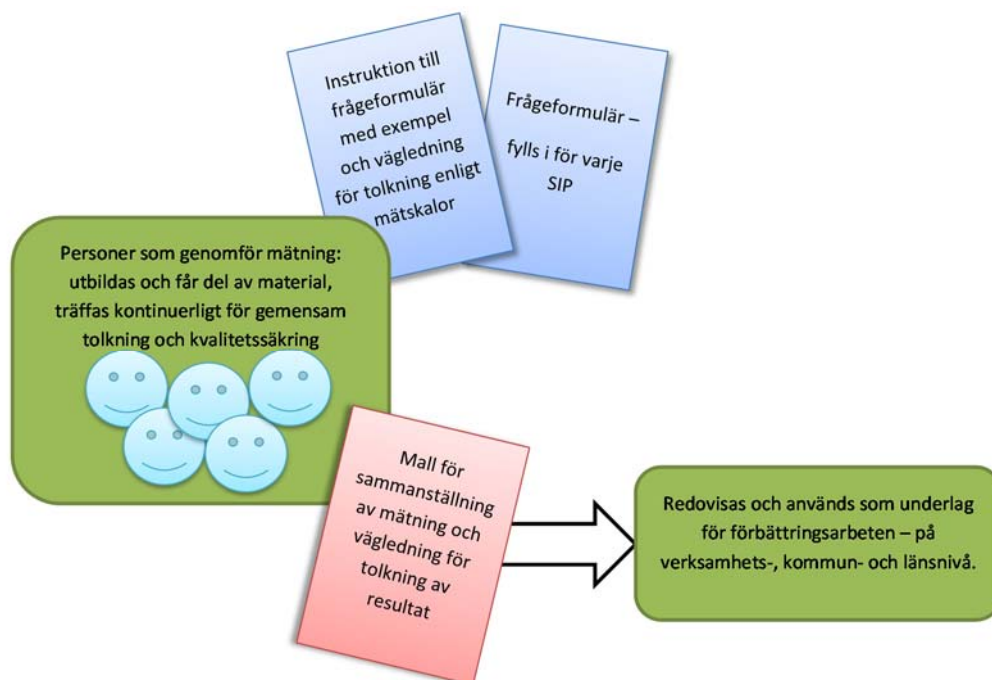 Instruktion till
frågeformulär
med exempel
och vägledning
för tolkning enligt
mätskalor
Frågeformulär –
fylls i för varje
SIP
Personer som genomför mätning:
utbildas och får del av material,
träffas kontinuerligt för gemensam
tolkning och kvalitetssäkring
Mall för
sammanställning
av mätning och
vägledning för
tolkning av
resultat
Redovisas och används som underlag
för förbättringsarbeten – på
verksamhets-, kommun- och länsnivå.